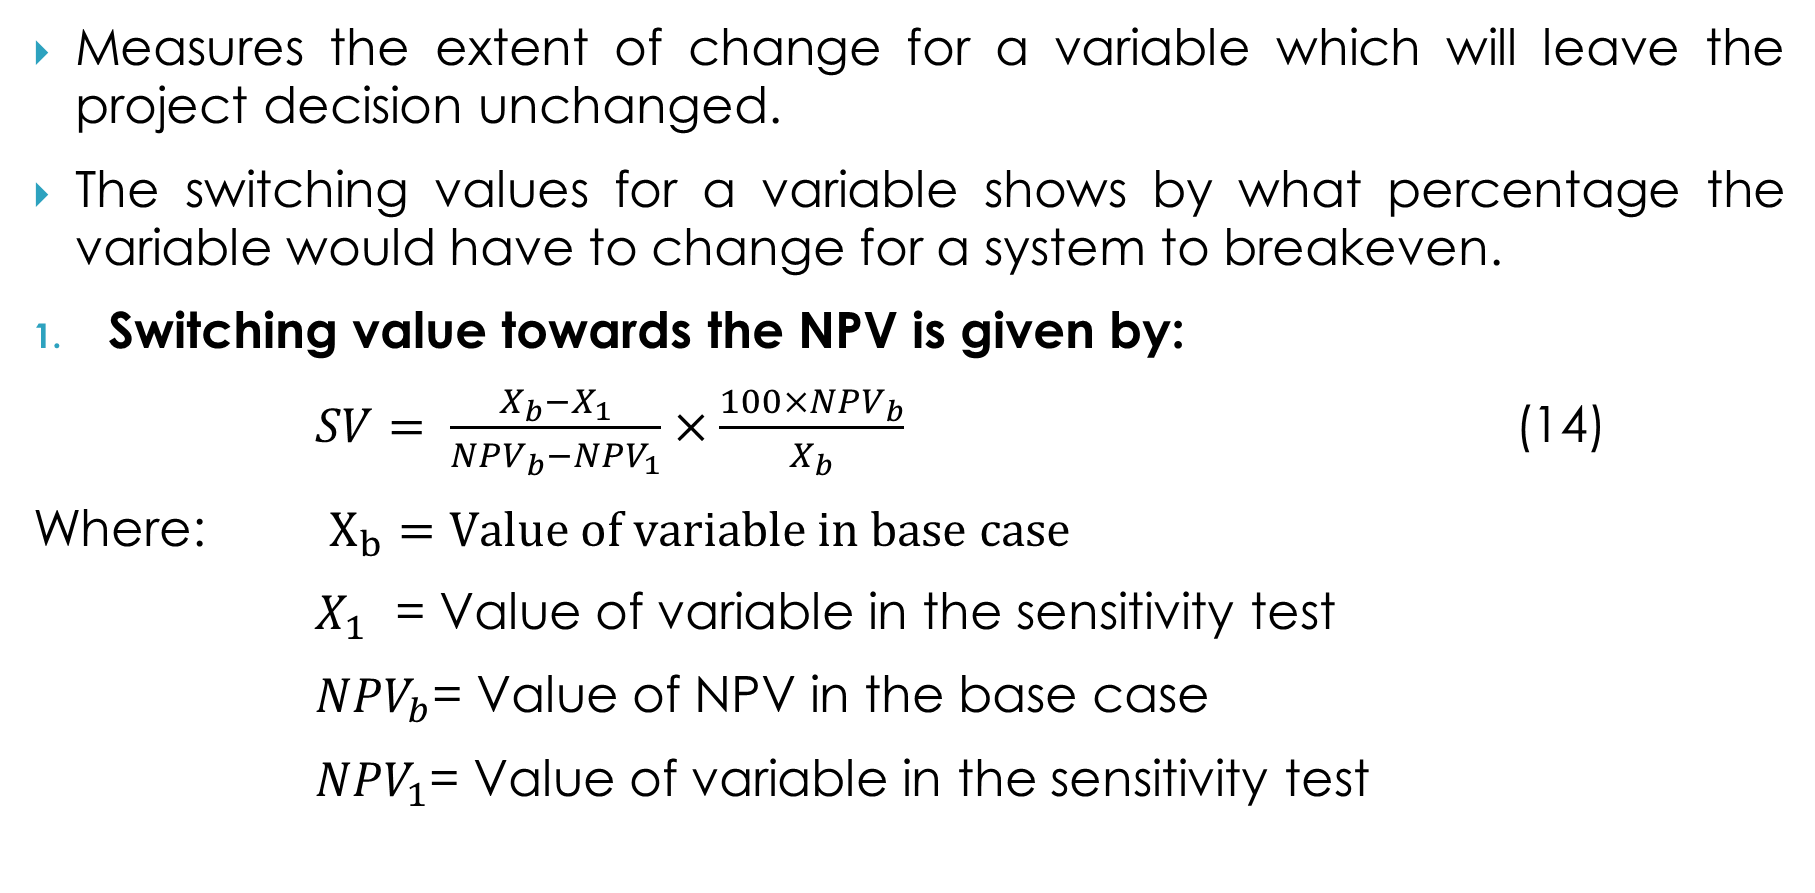 Measures the extent of change for a variable which will leave the
project decision unchanged.
The switching values for a variable shows by what percentage the
variable would have to change for a system to breakeven.
1. Switching value towards the NPV is given by:
𝑆𝑉 = (𝑋_𝑏−𝑋_1)/(𝑁𝑃𝑉_𝑏−𝑁𝑃𝑉_1) × (100×𝑁𝑃𝑉_𝑏)/𝑋_𝑏 (14)
Where: X_b = Value of variable in base case
𝑋_1 = Value of variable in the sensitivity test
𝑁𝑃𝑉_𝑏= Value of NPV in the base case
𝑁𝑃𝑉_1= Value of variable in the sensitivity test